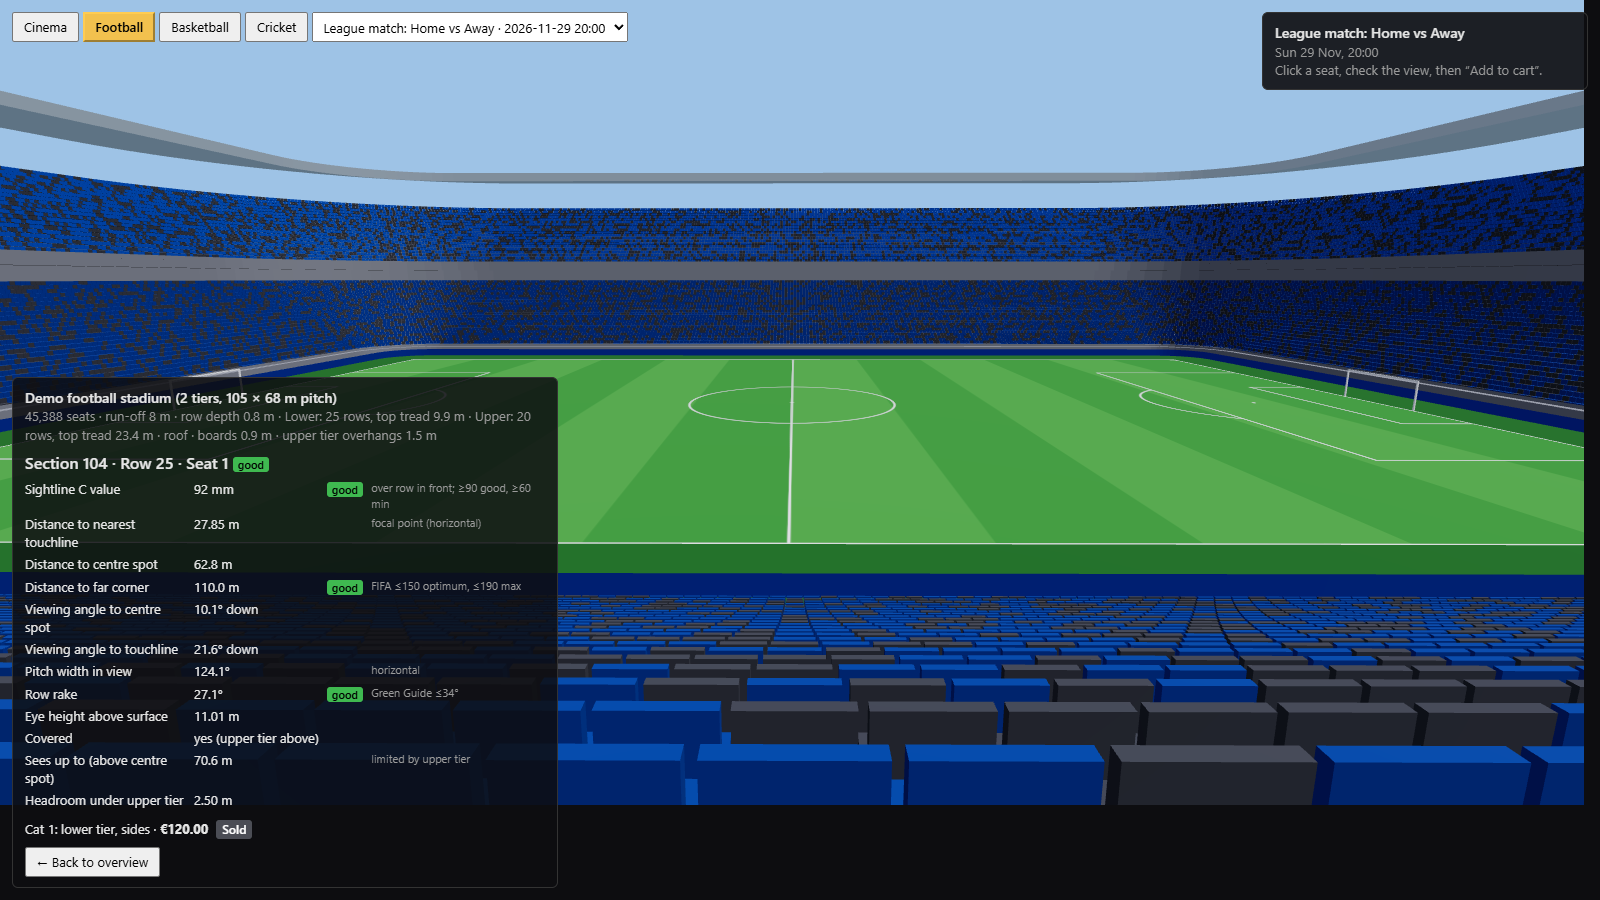 Cinema
Football
Basketball
Cricket
League match: Home vs Away · 2026-11-29 20:00
League match: Home vs Away
Sun 29 Nov, 20:00
Click a seat, check the view, then “Add to cart”.
Demo football stadium (2 tiers, 105 × 68 m pitch)
45,388 seats · run-off 8 m · row depth 0.8 m · Lower: 25 rows, top tread 9.9 m · Upper: 20
rows, top tread 23.4 m · roof · boards 0.9 m · upper tier overhangs 1.5 m
Section 104 · Row 25 · Seat 1 good
Sightline C value 92 mm good over row in front; ≥90 good, ≥60
min
Distance to nearest 27.85 m focal point (horizontal)
touchline
Distance to centre spot 62.8 m
Distance to far corner 110.0 m good FIFA ≤150 optimum, ≤190 max
Viewing angle to centre 10.1° down
spot
Viewing angle to touchline 21.6° down
Pitch width in view 124.1° horizontal
Row rake 27.1° good Green Guide ≤34°
Eye height above surface 11.01 m
Covered yes (upper tier above)
Sees up to (above centre 70.6 m limited by upper tier
spot)
Headroom under upper tier 2.50 m
Cat 1: lower tier, sides · €120.00 Sold
← Back to overview